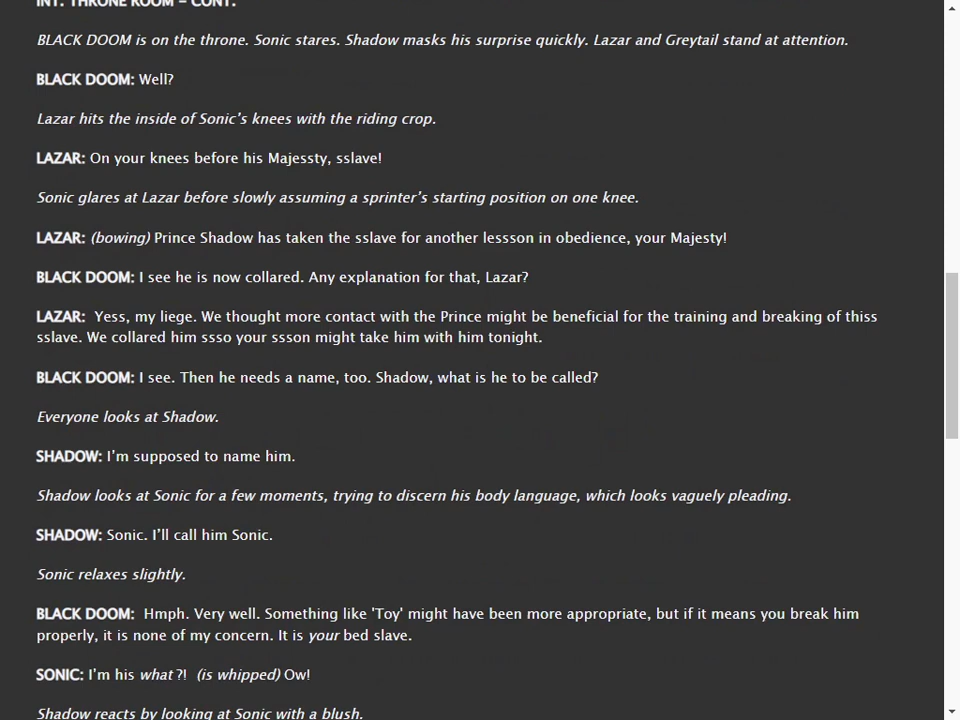 INT. THRONE ROOM – CONT.
BLACK DOOM is on the throne. Sonic stares. Shadow masks his surprise quickly. Lazar and Greytail stand at attention.
BLACK DOOM: Well?
Lazar hits the inside of Sonic's knees with the riding crop.
LAZAR: On your knees before his Majessty, sslave!
Sonic glares at Lazar before slowly assuming a sprinter's starting position on one knee.
LAZAR: (bowing) Prince Shadow has taken the sslave for another lessson in obedience, your Majesty!
BLACK DOOM: I see he is now collared. Any explanation for that, Lazar?
LAZAR: Yess, my liege. We thought more contact with the Prince might be beneficial for the training and breaking of thiss
sslave. We collared him ssso your ssson might take him with him tonight.
BLACK DOOM: I see. Then he needs a name, too. Shadow, what is he to be called?
Everyone looks at Shadow.
SHADOW: I'm supposed to name him.
Shadow looks at Sonic for a few moments, trying to discern his body language, which looks vaguely pleading.
SHADOW: Sonic. I'll call him Sonic.
Sonic relaxes slightly.
BLACK DOOM: Hmph. Very well. Something like 'Toy' might have been more appropriate, but if it means you break him
properly, it is none of my concern. It is your bed slave.
SONIC: I'm his what ?! (is whipped) Ow!
Shadow reacts by looking at Sonic with a blush.